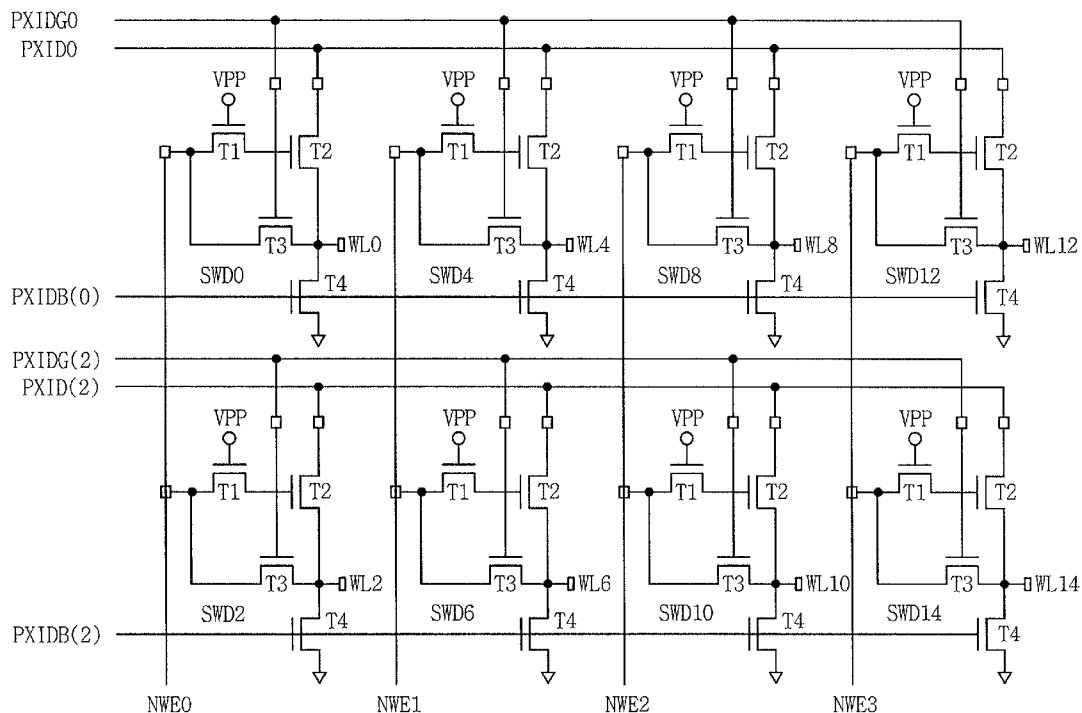 PXIDG0
PXID0
VPP VPP VPP VPP
T1 T2 T1 T2 T1 T2 T1 T2
T3 WL0 T3 WL4 T3 WL8 T3 WL12
SWD0 T4 SWD4 T4 SWD8 T4 SWD12 T4
PXIDB(0)
PXIDG(2)
PXID(2)
VPP VPP VPP VPP
T1 T2 T1 T2 T1 T2 T1 T2
T3 WL2 T3 WL6 T3 WL10 T3 WL14
SWD2 T4 SWD6 T4 SWD10 T4 SWD14 T4
PXIDB(2)
NWE0 NWE1 NWE2 NWE3